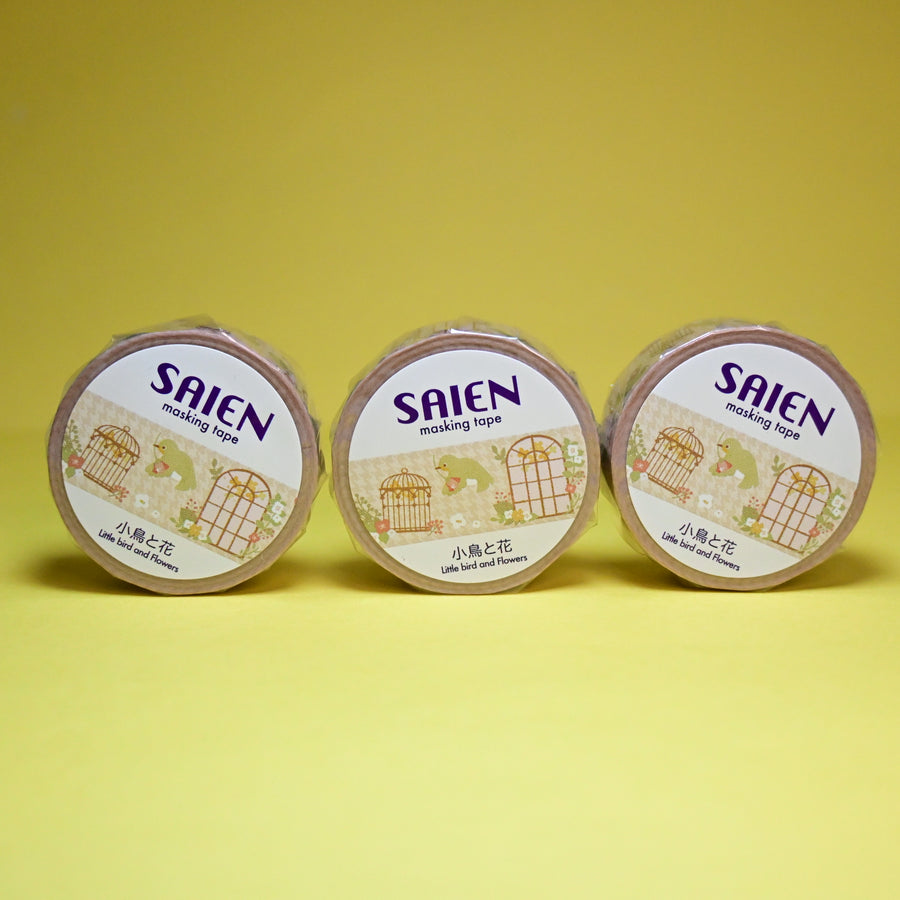 SAIEN
masking tape
小鳥と花
Little bird and Flowers
SAIEN
masking tape
小鳥と花
Little bird and Flowers
SAIEN
masking tape
小鳥と花
Little bird and Flowers